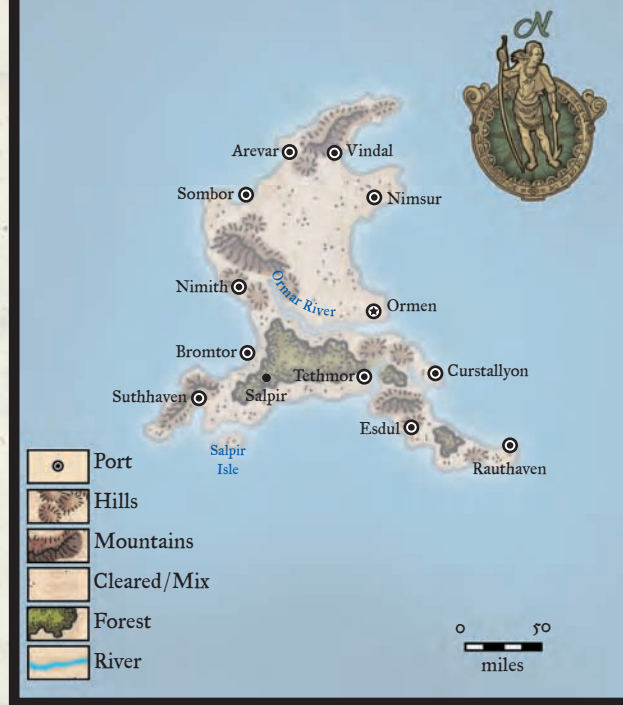 N
Arevar
Vindal
Sombor
Nimsur
Nimith
Ormar River
Ormen
Bromtor
Tethmor
Curstallyon
Suthhaven
Salpir
Esdul
Salpir
Isle
Rauthaven
Port
Hills
Mountains
Cleared/Mix
Forest
River
0 50
miles